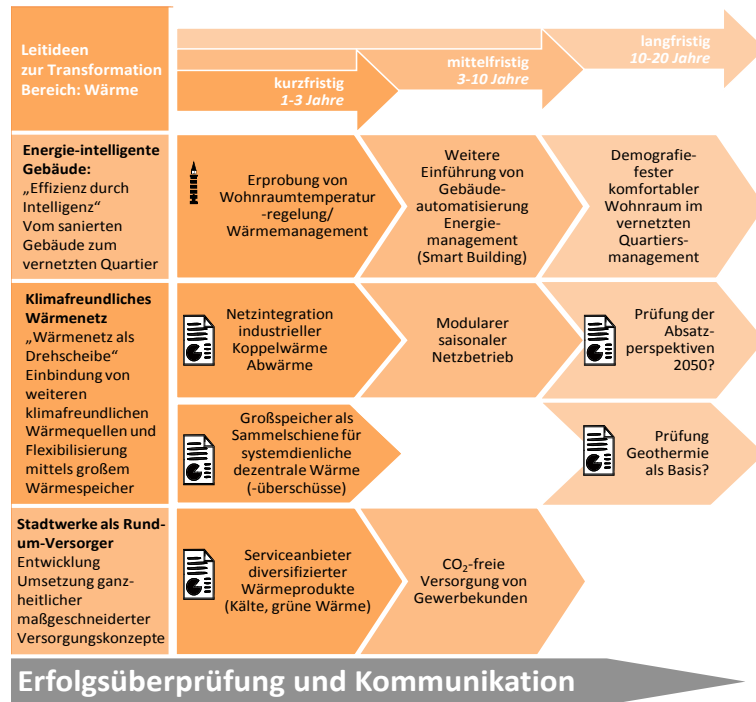 Leitideen
zur Transformation
Bereich: Wärme
kurzfristig
1-3 Jahre
mittelfristig
3-10 Jahre
langfristig
10-20 Jahre
Energie-intelligente
Gebäude:
„Effizienz durch
Intelligenz“
Vom sanierten
Gebäude zum
vernetzten Quartier
Erprobung von
Wohnraumtemperatur
-regelung/
Wärmemanagement
Weitere
Einführung von
Gebäude-
automatisierung
Energie-
management
(Smart Building)
Demografie-
fester
komfortabler
Wohnraum im
vernetzten
Quartiers-
management
Klimafreundliches
Wärmenetz
„Wärmenetz als
Drehscheibe“
Einbindung von
weiteren
klimafreundlichen
Wärmequellen und
Flexibilisierung
mittels großem
Wärmespeicher
Netzintegration
industrieller
Koppelwärme
Abwärme
Modularer
saisonaler
Netzbetrieb
Prüfung der
Absatz-
perspektiven
2050?
Großspeicher als
Sammelschiene für
systemdienliche
dezentrale Wärme
(-überschüsse)
Prüfung
Geothermie
als Basis?
Stadtwerke als Rund-
um-Versorger
Entwicklung
Umsetzung ganz-
heitlicher
maßgeschneiderter
Versorgungskonzepte
Serviceanbieter
diversifizierter
Wärmeprodukte
(Kälte, grüne Wärme)
CO₂-freie
Versorgung von
Gewerbekunden
Erfolgsüberprüfung und Kommunikation